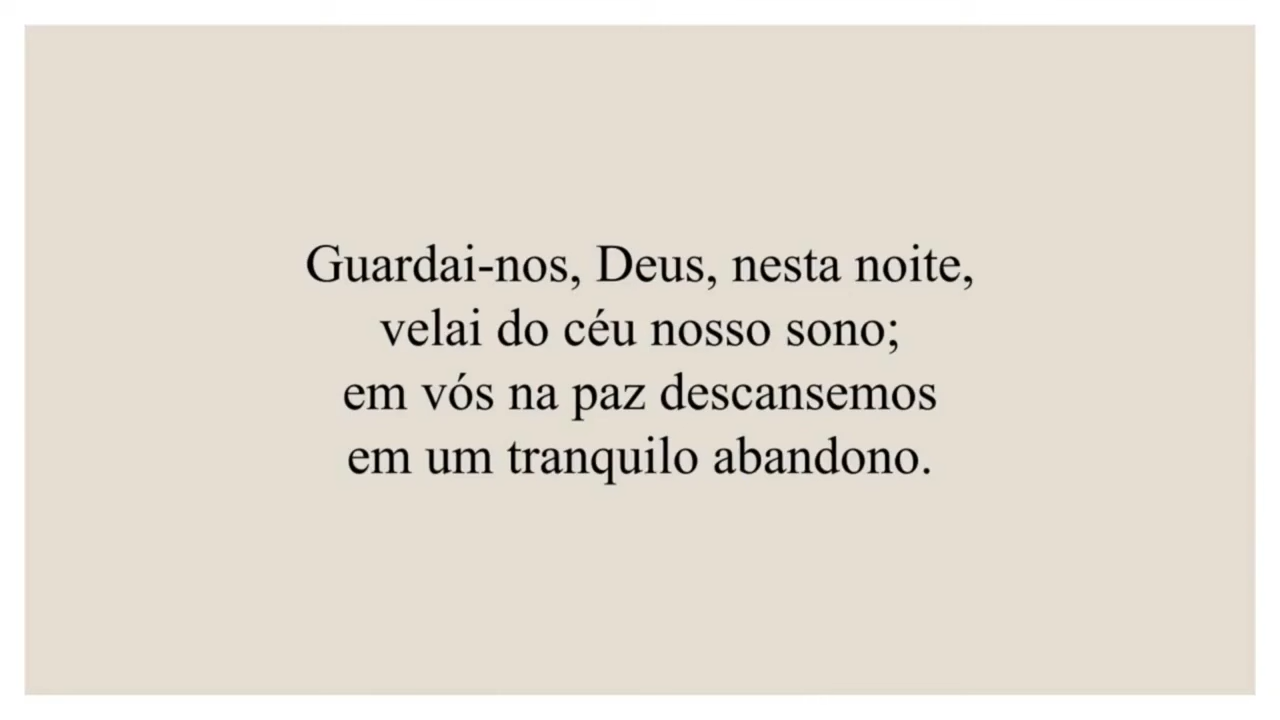 Guardai-nos, Deus, nesta noite,
velai do céu nosso sono;
em vós na paz descansemos
em um tranquilo abandono.